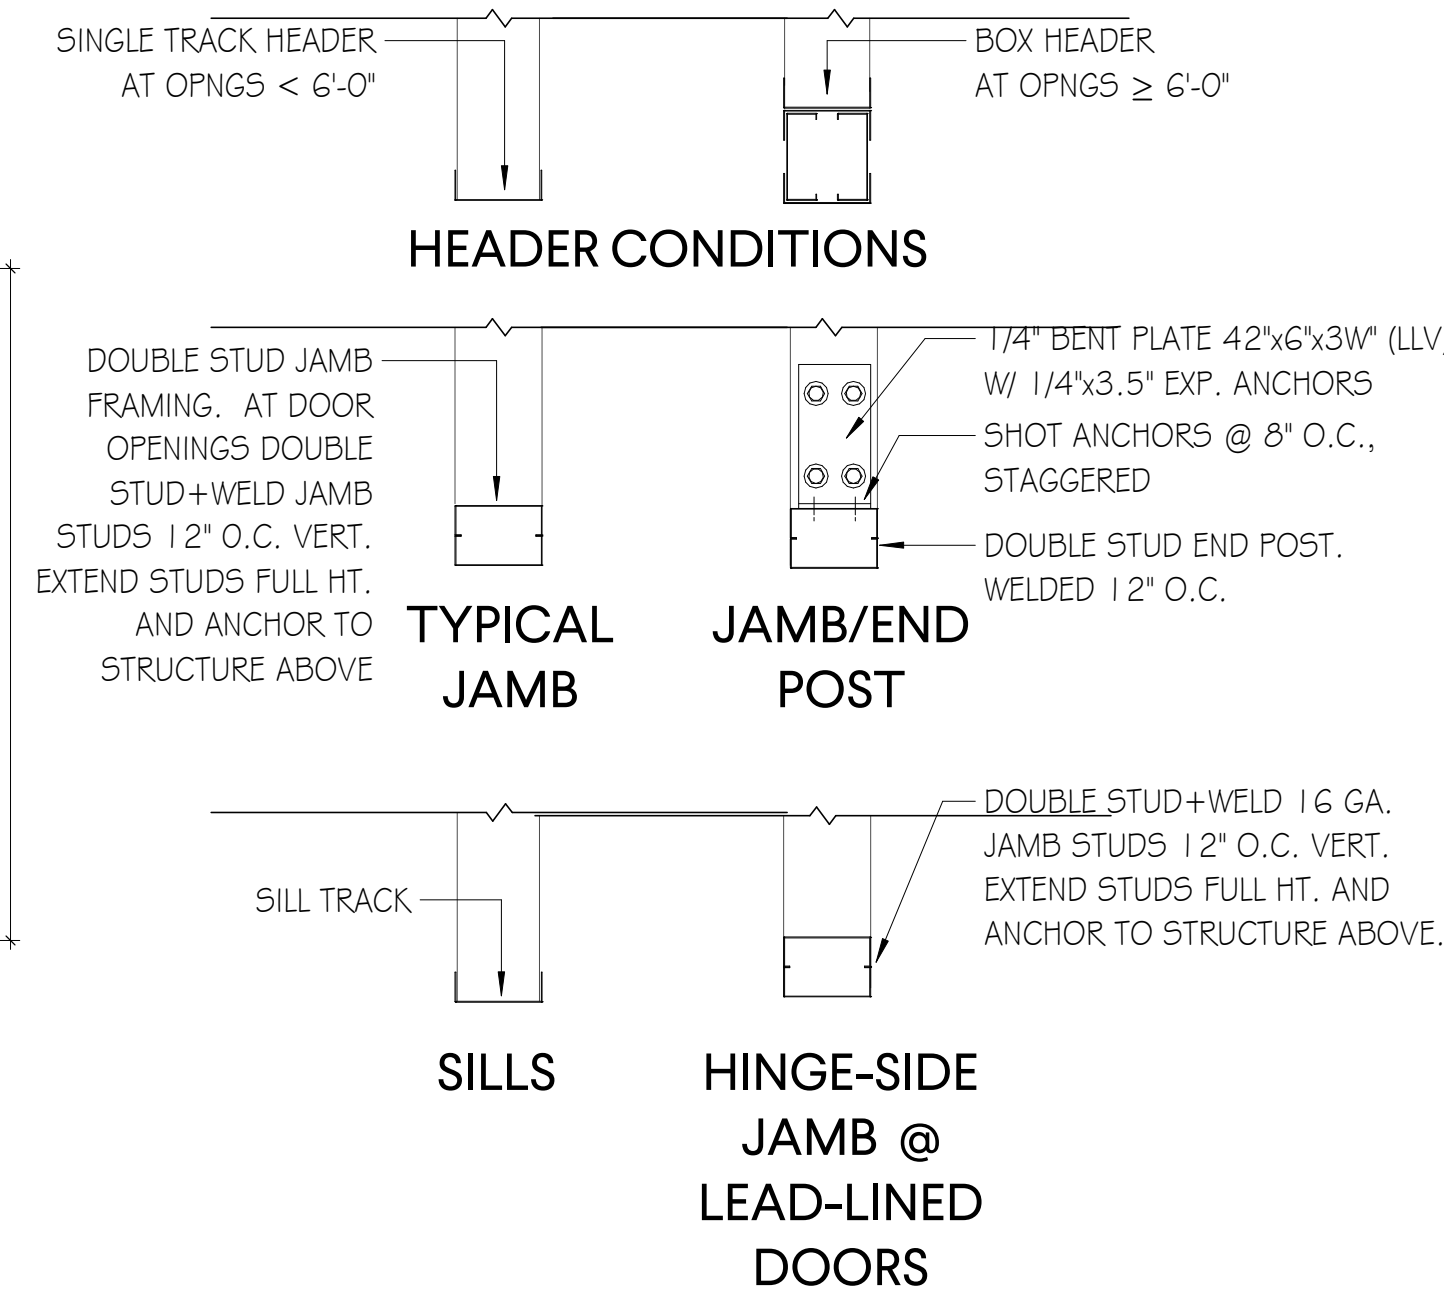 SINGLE TRACK HEADER
AT OPNGS < 6'-0"
BOX HEADER
AT OPNGS ≥ 6'-0"
HEADER CONDITIONS
DOUBLE STUD JAMB
FRAMING. AT DOOR
OPENINGS DOUBLE
STUD+WELD JAMB
STUDS 12" O.C. VERT.
EXTEND STUDS FULL HT.
AND ANCHOR TO
STRUCTURE ABOVE
1/4" BENT PLATE 42"x6"x3W" (LLV)
W/ 1/4"x3.5" EXP. ANCHORS
SHOT ANCHORS @ 8" O.C.,
STAGGERED
DOUBLE STUD END POST.
WELDED 12" O.C.
TYPICAL
JAMB
JAMB/END
POST
SILL TRACK
DOUBLE STUD+WELD 16 GA.
JAMB STUDS 12" O.C. VERT.
EXTEND STUDS FULL HT. AND
ANCHOR TO STRUCTURE ABOVE.
SILLS
HINGE-SIDE
JAMB @
LEAD-LINED
DOORS